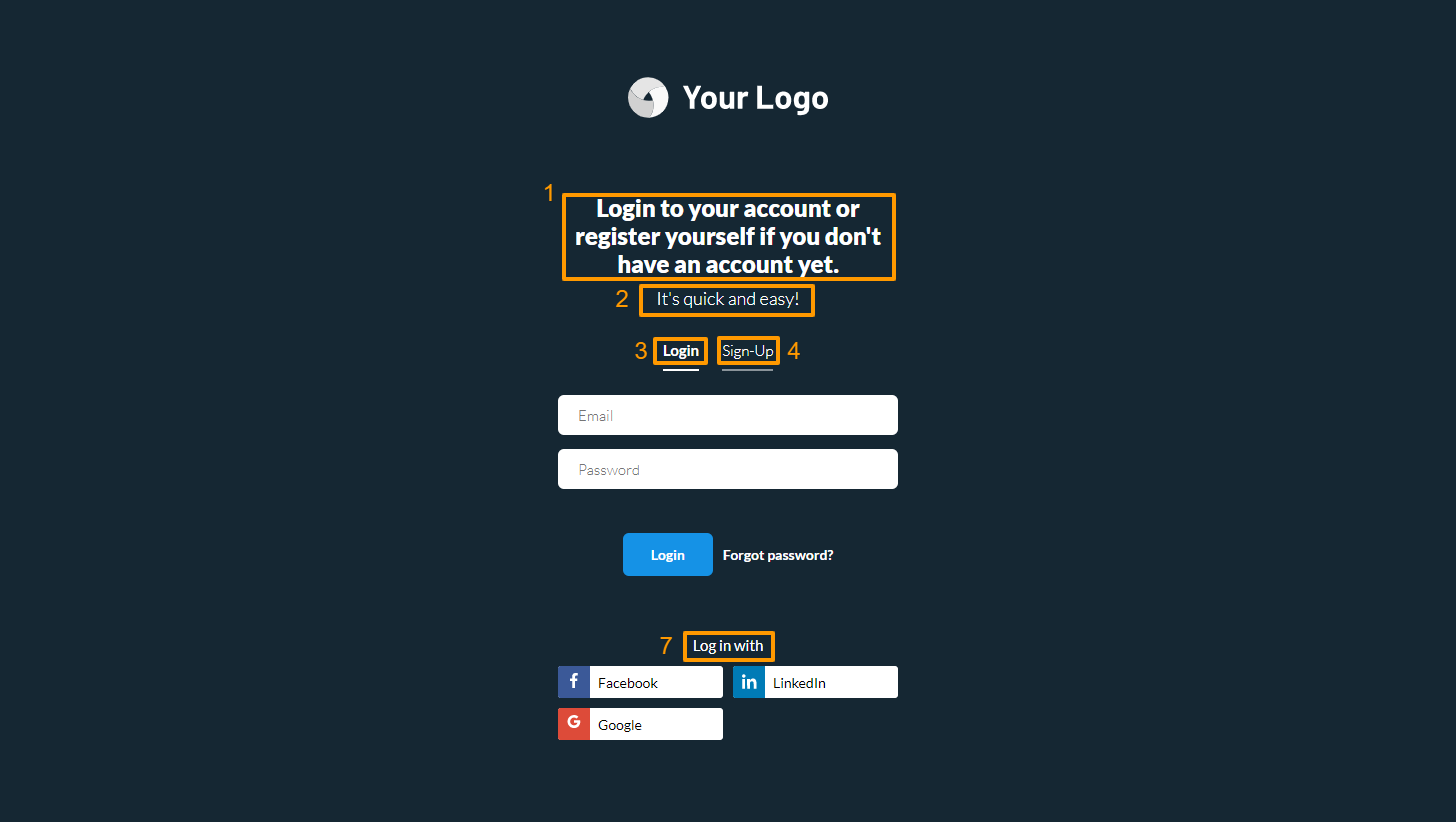 Your Logo
1
Login to your account or
register yourself if you don't
have an account yet.
2 It's quick and easy!
3 Login Sign-Up 4
Email
Password
Login Forgot password?
7 Log in with
f Facebook in LinkedIn
G Google